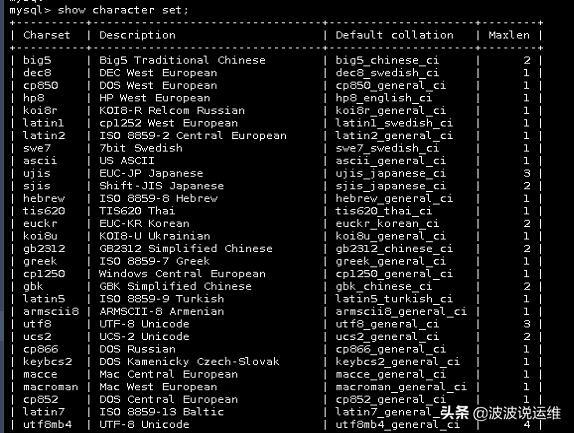 mysql> show character set;
+----------+-----------------------------+---------------------+--------+
| Charset | Description | Default collation | Maxlen |
+----------+-----------------------------+---------------------+--------+
| big5 | Big5 Traditional Chinese | big5_chinese_ci | 2 |
| dec8 | DEC West European | dec8_swedish_ci | 1 |
| cp850 | DOS West European | cp850_general_ci | 1 |
| hp8 | HP West European | hp8_english_ci | 1 |
| koi8r | KOI8-R Relcom Russian | koi8r_general_ci | 1 |
| latin1 | cp1252 West European | latin1_swedish_ci | 1 |
| latin2 | ISO 8859-2 Central European | latin2_general_ci | 1 |
| swe7 | 7bit Swedish | swe7_swedish_ci | 1 |
| ascii | US ASCII | ascii_general_ci | 1 |
| ujis | EUC-JP Japanese | ujis_japanese_ci | 3 |
| sjis | Shift-JIS Japanese | sjis_japanese_ci | 2 |
| hebrew | ISO 8859-8 Hebrew | hebrew_general_ci | 1 |
| tis620 | TIS620 Thai | tis620_thai_ci | 1 |
| euckr | EUC-KR Korean | euckr_korean_ci | 2 |
| koi8u | KOI8-U Ukrainian | koi8u_general_ci | 1 |
| gb2312 | GB2312 Simplified Chinese | gb2312_chinese_ci | 2 |
| greek | ISO 8859-7 Greek | greek_general_ci | 1 |
| cp1250 | Windows Central European | cp1250_general_ci | 1 |
| gbk | GBK Simplified Chinese | gbk_chinese_ci | 2 |
| latin5 | ISO 8859-9 Turkish | latin5_turkish_ci | 1 |
| armscii8 | ARMSCII-8 Armenian | armscii8_general_ci | 1 |
| utf8 | UTF-8 Unicode | utf8_general_ci | 3 |
| ucs2 | UCS-2 Unicode | ucs2_general_ci | 2 |
| cp866 | DOS Russian | cp866_general_ci | 1 |
| keybcs2 | DOS Kamenicky Czech-Slovak | keybcs2_general_ci | 1 |
| macce | Mac Central European | macce_general_ci | 1 |
| macroman | Mac West European | macroman_general_ci | 1 |
| cp852 | DOS Central European | cp852_general_ci | 1 |
| latin7 | ISO 8859-13 Baltic | latin7_general_ci | 1 |
| utf8mb4 | UTF-8 Unicode | utf8mb4_general_ci | 4 |
头条 @波波说运维